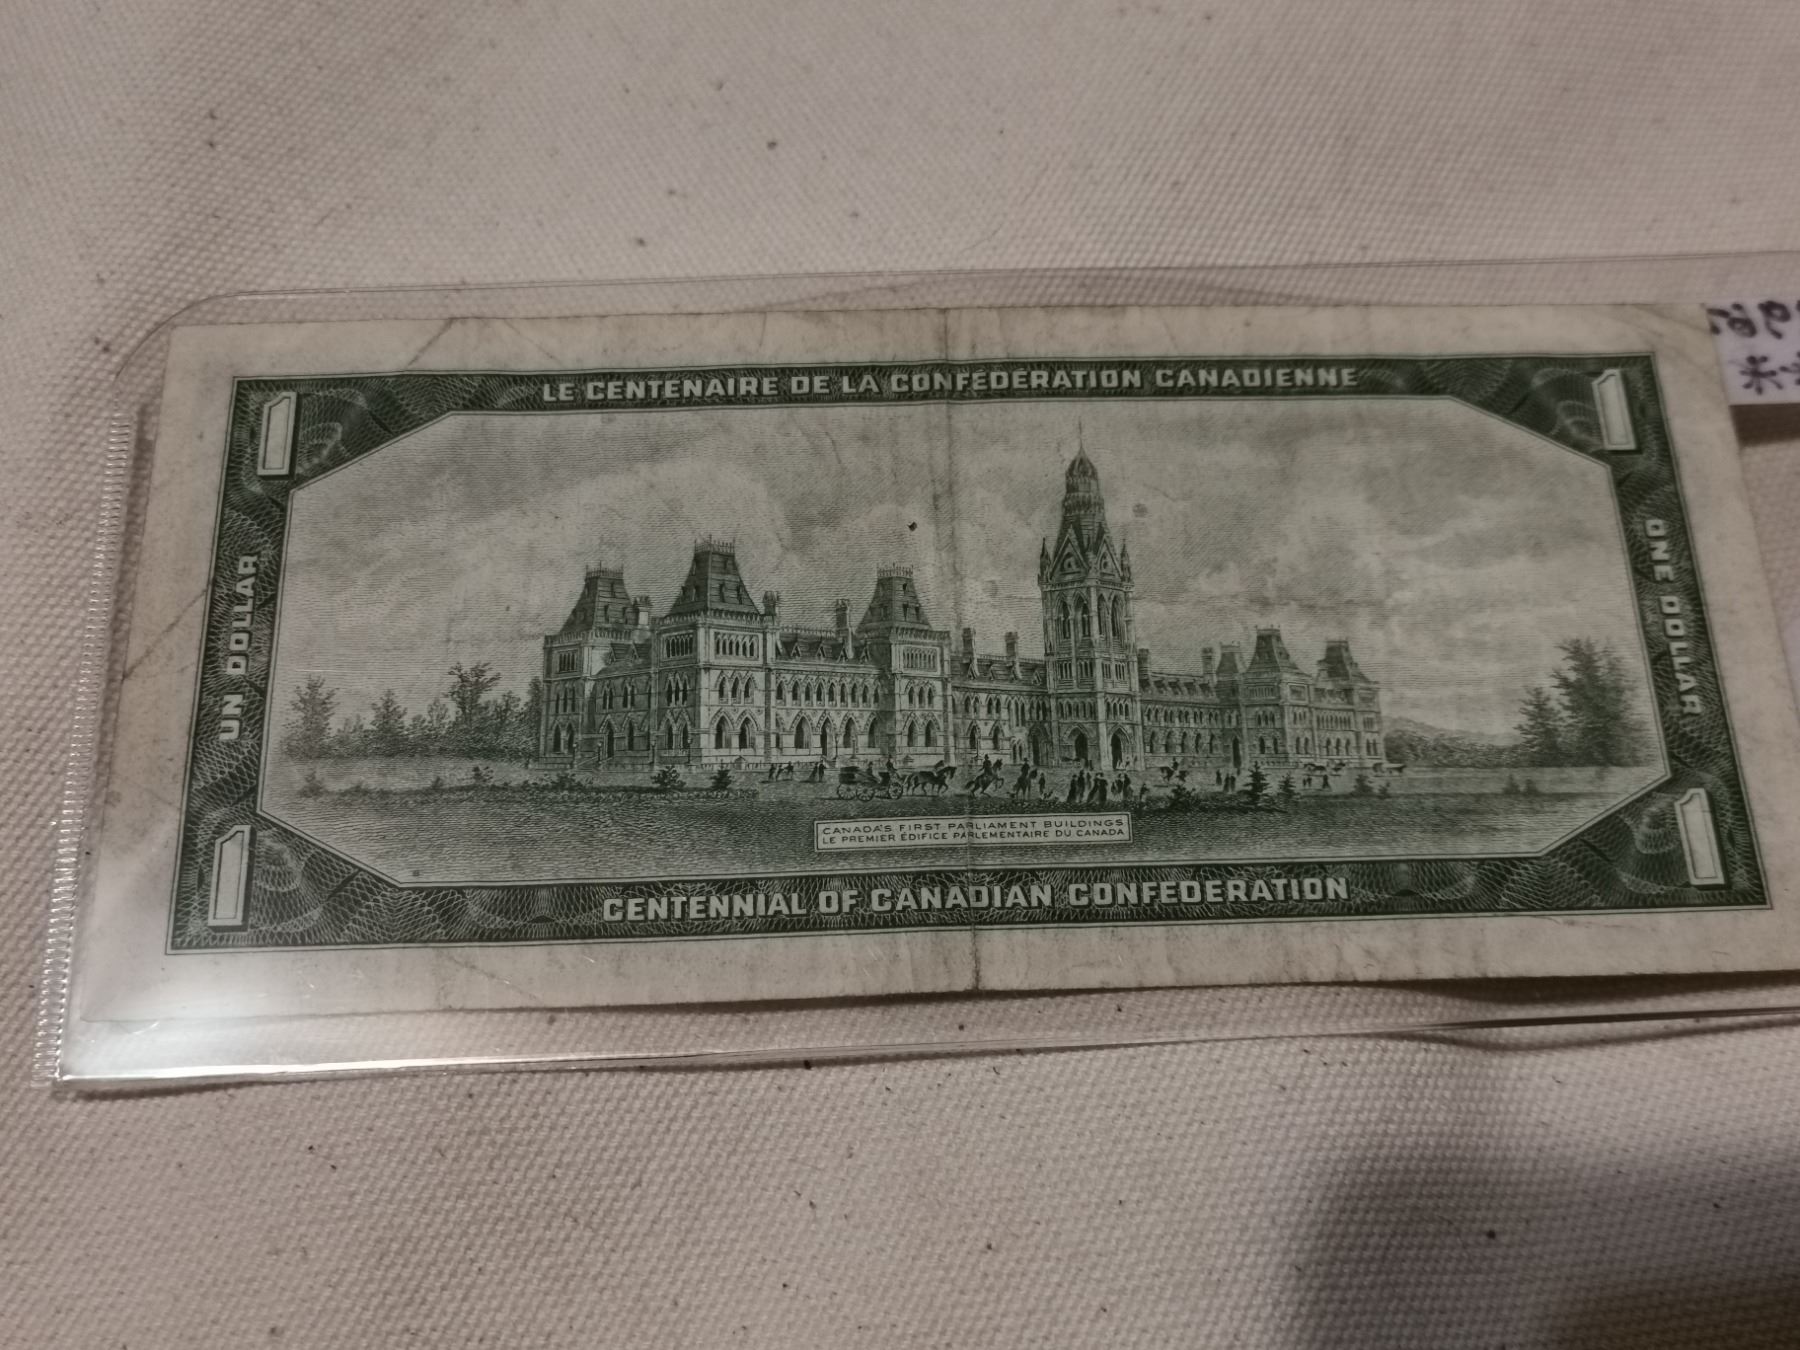 LE CENTENAIRE DE LA CONFÉDÉRATION CANADIENNE
1
1
UN DOLLAR
ONE DOLLAR
CANADA'S FIRST PARLIAMENT BUILDINGS
LE PREMIER ÉDIFICE PARLEMENTAIRE DU CANADA
1
1
CENTENNIAL OF CANADIAN CONFEDERATION